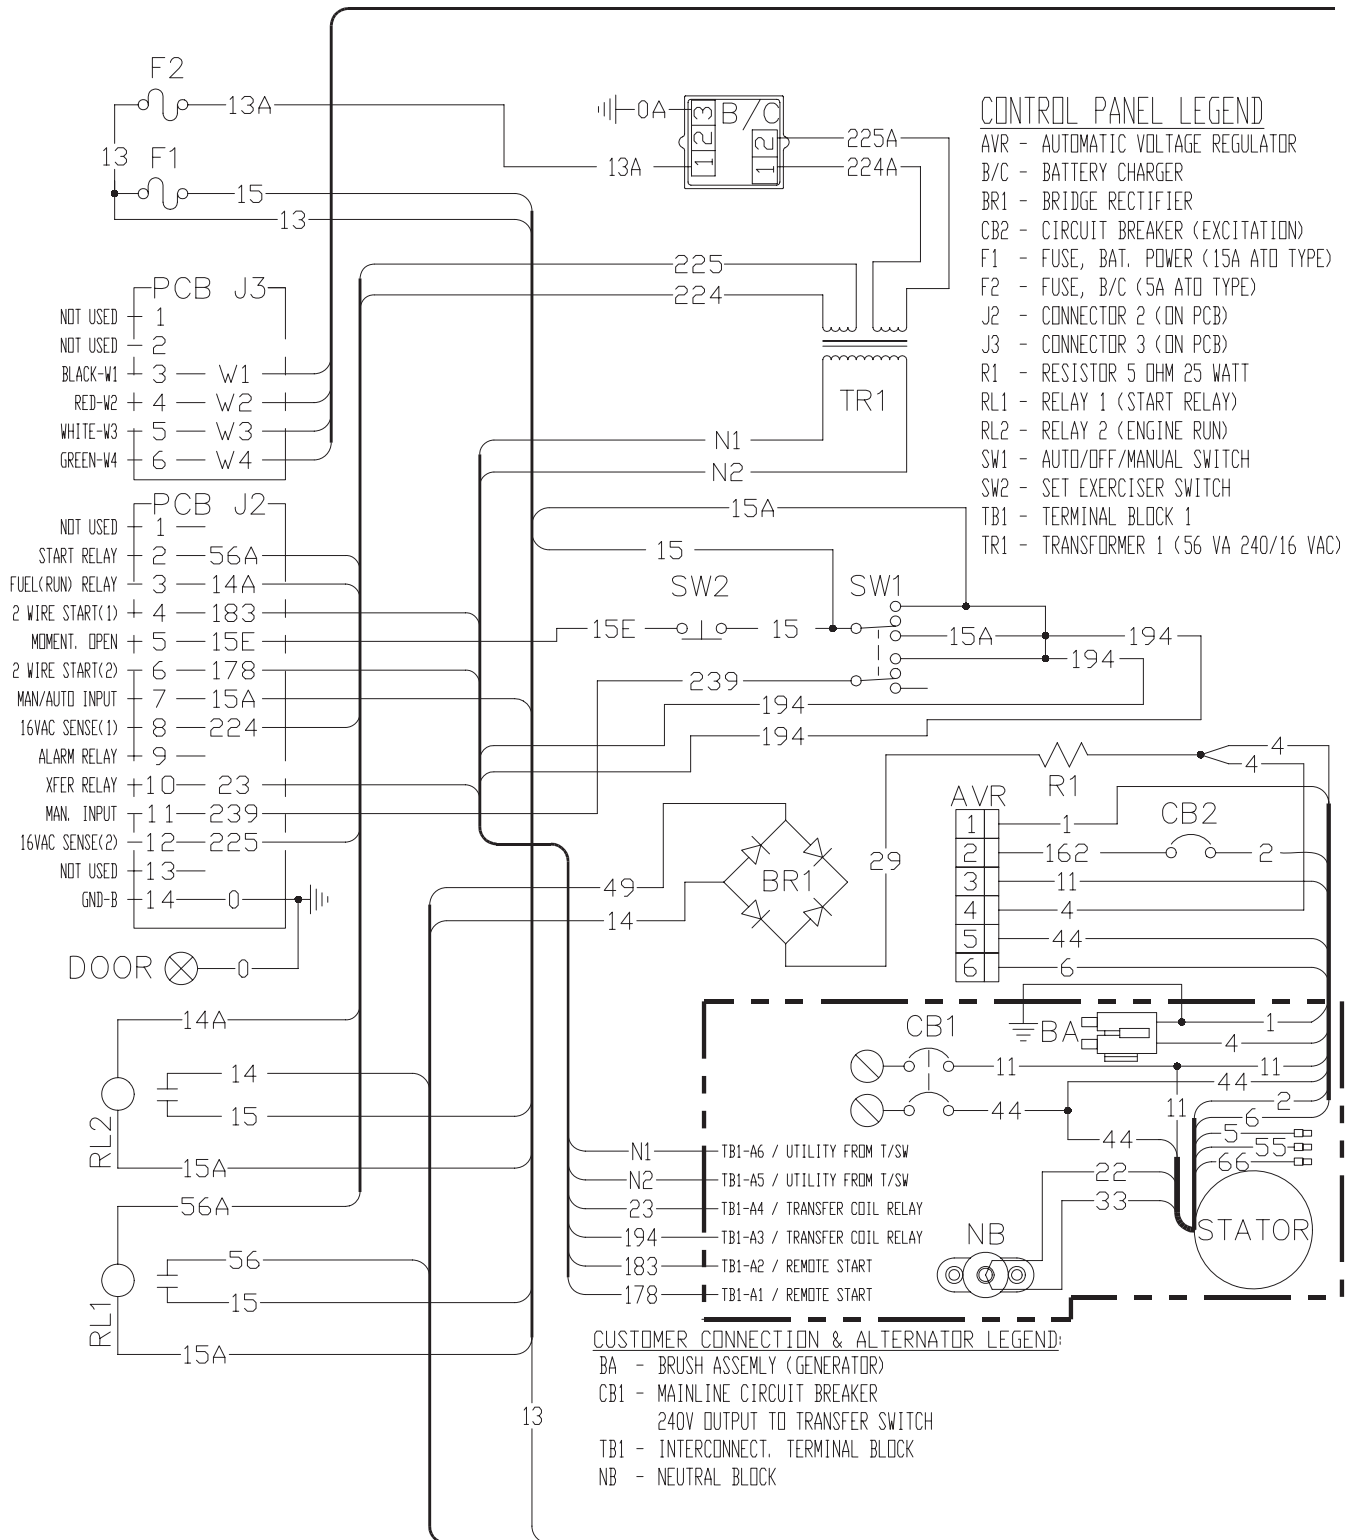 F2
13A
13
F1
15
13
0A
3
2
1
B/C
2
1
225A
224A
13A
CONTROL PANEL LEGEND
AVR - AUTOMATIC VOLTAGE REGULATOR
B/C - BATTERY CHARGER
BR1 - BRIDGE RECTIFIER
CB2 - CIRCUIT BREAKER (EXCITATION)
F1 - FUSE, BAT. POWER (15A ATO TYPE)
F2 - FUSE, B/C (5A ATO TYPE)
J2 - CONNECTOR 2 (ON PCB)
J3 - CONNECTOR 3 (ON PCB)
R1 - RESISTOR 5 OHM 25 WATT
RL1 - RELAY 1 (START RELAY)
RL2 - RELAY 2 (ENGINE RUN)
SW1 - AUTO/OFF/MANUAL SWITCH
SW2 - SET EXERCISER SWITCH
TB1 - TERMINAL BLOCK 1
TR1 - TRANSFORMER 1 (56 VA 240/16 VAC)
225
224
TR1
N1
N2
PCB J3
NOT USED 1
NOT USED 2
BLACK-W1 3 W1
RED-W2 4 W2
WHITE-W3 5 W3
GREEN-W4 6 W4
PCB J2
NOT USED 1
START RELAY 2 56A
FUEL(RUN) RELAY 3 14A
2 WIRE START(1) 4 183
MOMENT. OPEN 5 15E
2 WIRE START(2) 6 178
MAN/AUTO INPUT 7 15A
16VAC SENSE(1) 8 224
ALARM RELAY 9
XFER RELAY 10 23
MAN. INPUT 11 239
16VAC SENSE(2) 12 225
NOT USED 13
GND-B 14 0
DOOR 0
15A
15
SW2
SW1
15E
15
15A
194
194
239
194
194
4
4
R1
29
AVR
1 1
2 162
3 11
4 4
5 44
6 6
CB2
2
49
14
BR1
14A
14
15
RL2
15A
56A
56
15
RL1
15A
13
CB1
BA
1
4
11
11
44
44
11
2
6
5
55
66
44
22
33
STATOR
NB
N1 TB1-A6 / UTILITY FROM T/SW
N2 TB1-A5 / UTILITY FROM T/SW
23 TB1-A4 / TRANSFER COIL RELAY
194 TB1-A3 / TRANSFER COIL RELAY
183 TB1-A2 / REMOTE START
178 TB1-A1 / REMOTE START
CUSTOMER CONNECTION & ALTERNATOR LEGEND:
BA - BRUSH ASSEMLY (GENERATOR)
CB1 - MAINLINE CIRCUIT BREAKER
240V OUTPUT TO TRANSFER SWITCH
TB1 - INTERCONNECT. TERMINAL BLOCK
NB - NEUTRAL BLOCK